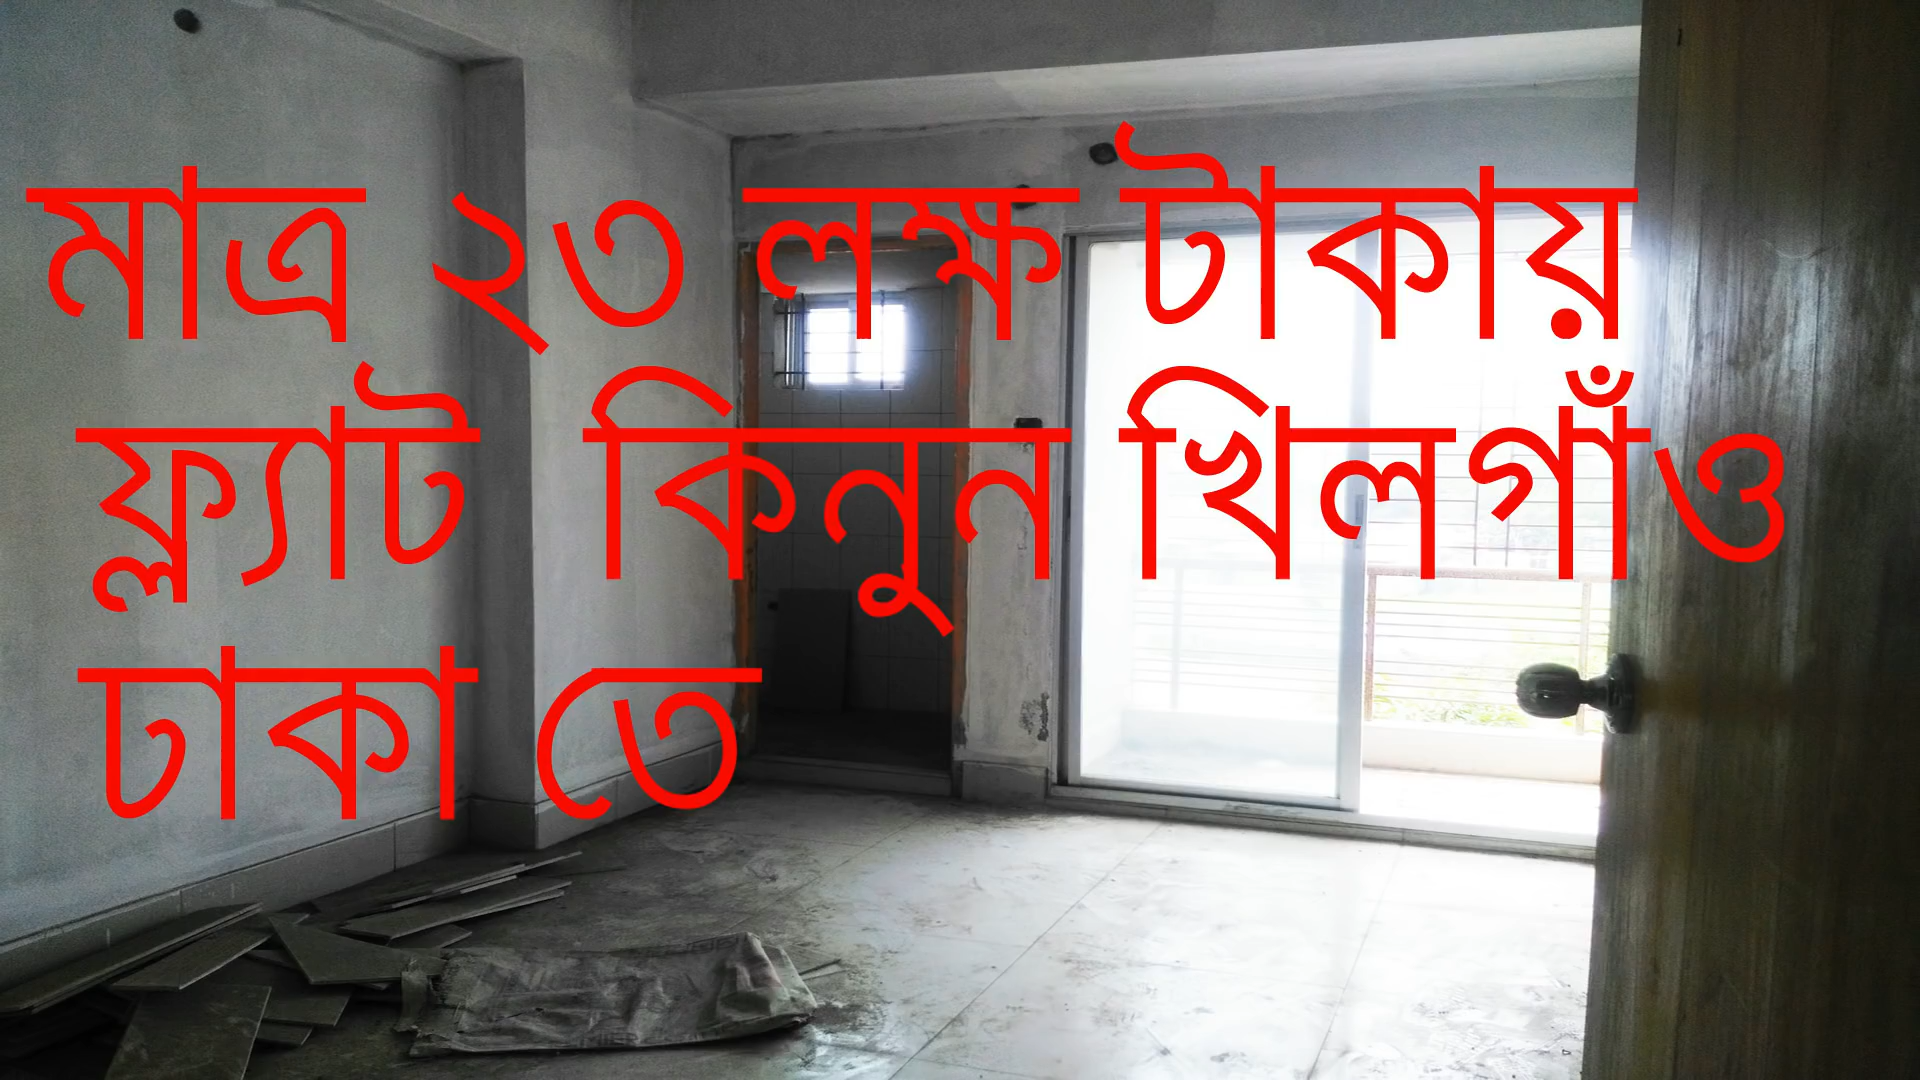 মাত্র ২৩ লক্ষ টাকায়
ফ্ল্যাট কিনুন খিলগাঁও
ঢাকা তে